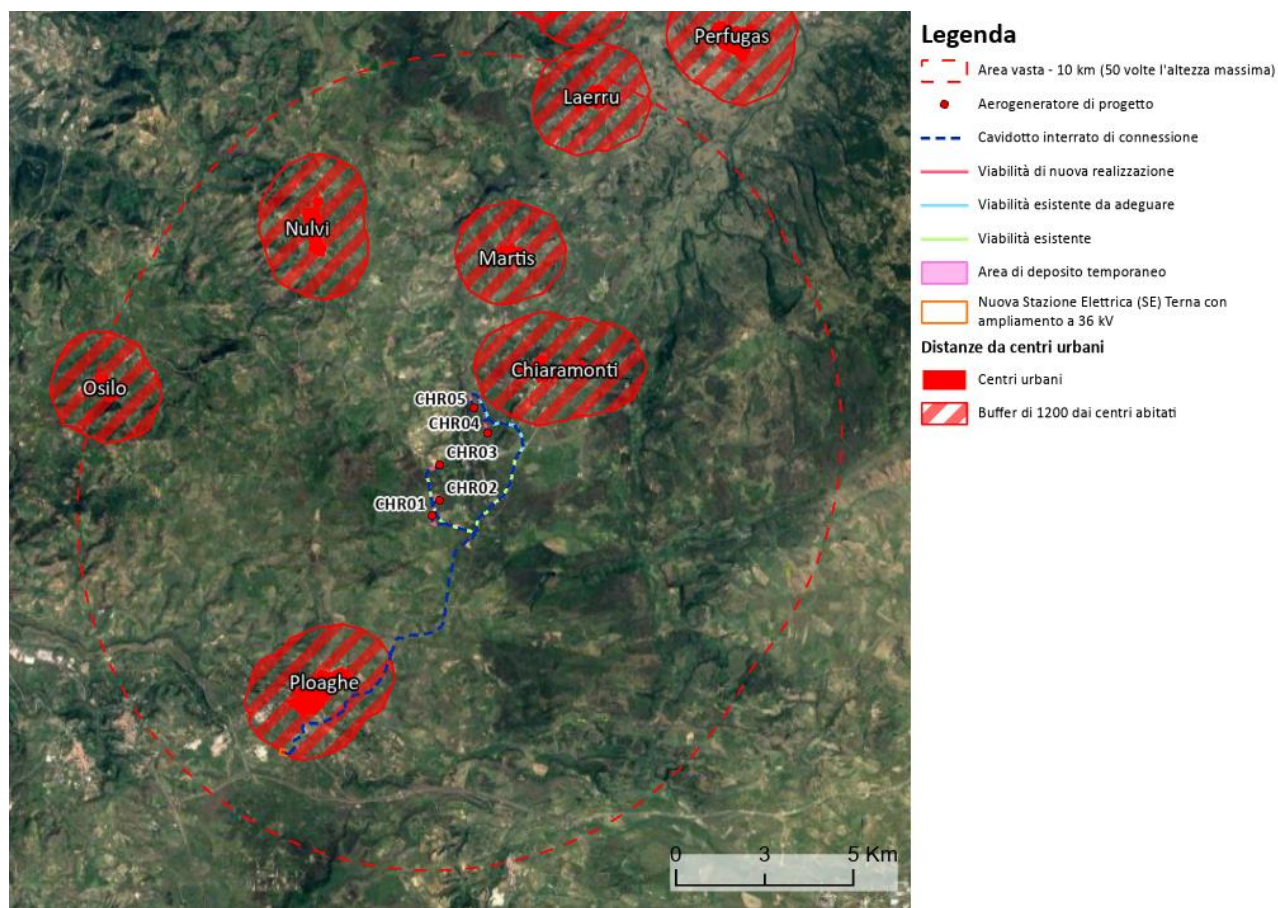 Perfugas
Laerru
Nulvi
Martis
Osilo
Chiaramonti
CHR05
CHR04
CHR03
CHR02
CHR01
Ploaghe
0 3 5 Km
Legenda
Area vasta - 10 km (50 volte l'altezza massima)
Aerogeneratore di progetto
Cavidotto interrato di connessione
Viabilità di nuova realizzazione
Viabilità esistente da adeguare
Viabilità esistente
Area di deposito temporaneo
Nuova Stazione Elettrica (SE) Terna con
ampliamento a 36 kV
Distanze da centri urbani
Centri urbani
Buffer di 1200 dai centri abitati